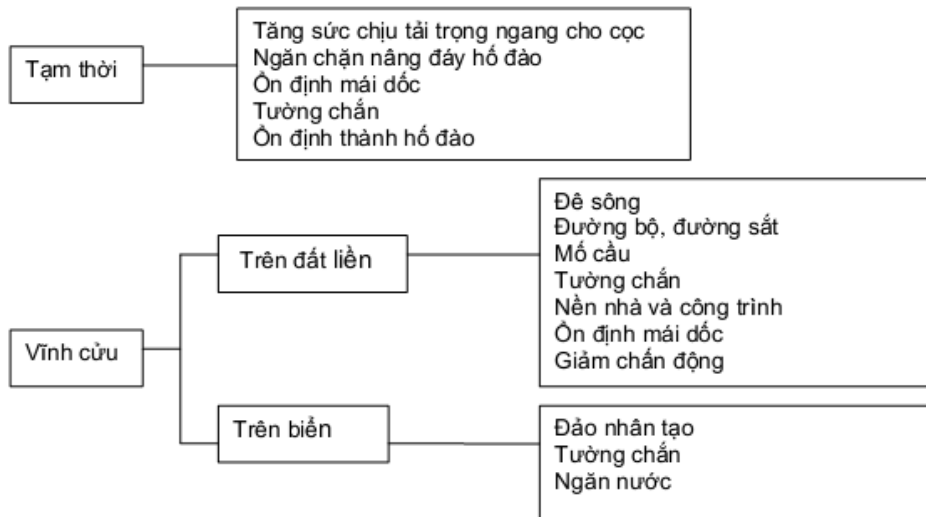 Tạm thời
Tăng sức chịu tải trọng ngang cho cọc
Ngăn chặn nâng đáy hố đào
Ổn định mái dốc
Tường chắn
Ổn định thành hố đào
Vĩnh cửu
Trên đất liền
Đê sông
Đường bộ, đường sắt
Mố cầu
Tường chắn
Nền nhà và công trình
Ổn định mái dốc
Giảm chấn động
Trên biển
Đảo nhân tạo
Tường chắn
Ngăn nước